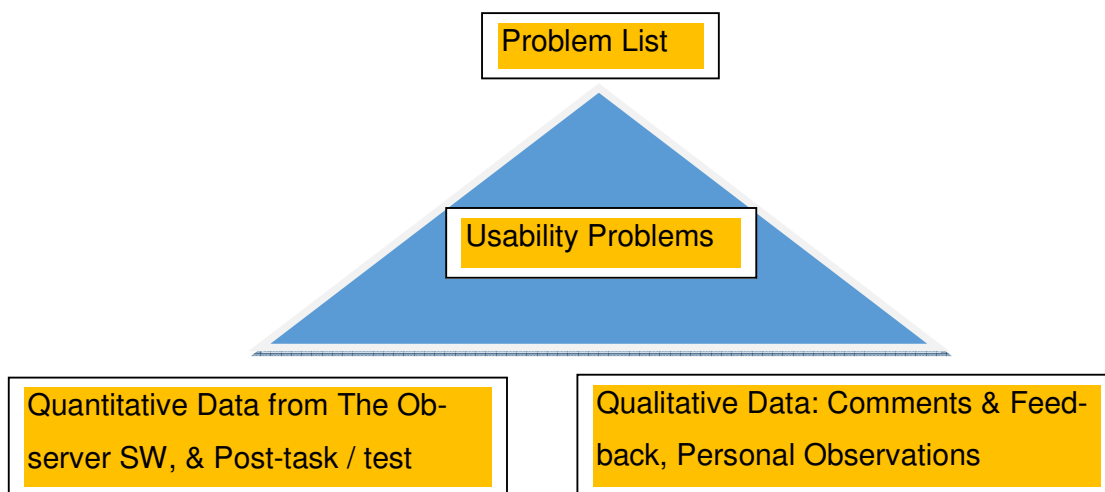 Problem List
Usability Problems
Quantitative Data from The Ob-
server SW, & Post-task / test
Qualitative Data: Comments & Feed-
back, Personal Observations